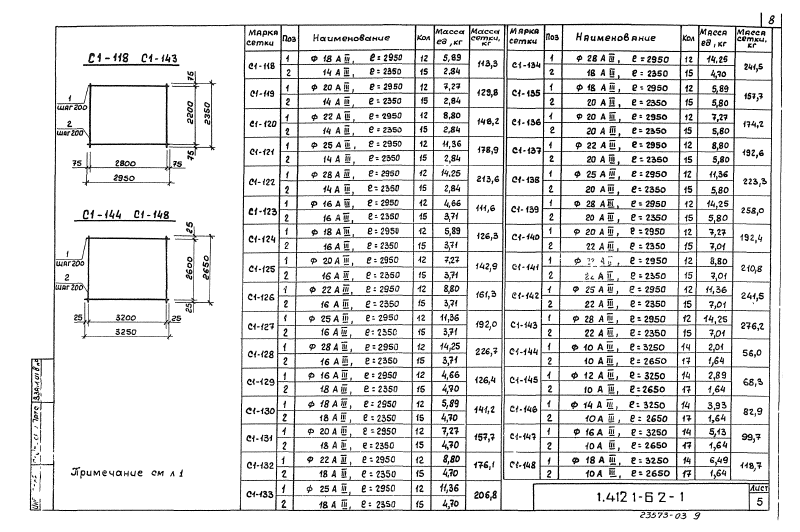 8
С1-118 С1-143
75
1
шаг 200
2200
2350
2
шаг 200
75
75 2800 75
2950
С1-144 С1-148
25
1
шаг 200
2600
2650
2
шаг 200
25
25 3200 25
3250
Примечание см л 1
Марка сетки Поз Наименование Кол Масса ед, кг Масса сетки, кг
С1-118 1 Ф 18 А III, ℓ = 2950 12 5,89 113,3
2 14 А III, ℓ = 2350 15 2,84
С1-119 1 Ф 20 А III, ℓ = 2950 12 7,27 129,8
2 14 А III, ℓ = 2350 15 2,84
С1-120 1 Ф 22 А III, ℓ = 2950 12 8,80 148,2
2 14 А III, ℓ = 2350 15 2,84
С1-121 1 Ф 25 А III, ℓ = 2950 12 11,36 178,9
2 14 А III, ℓ = 2350 15 2,84
С1-122 1 Ф 28 А III, ℓ = 2950 12 14,25 213,6
2 14 А III, ℓ = 2350 15 2,84
С1-123 1 Ф 16 А III, ℓ = 2950 12 4,66 111,6
2 16 А III, ℓ = 2350 15 3,71
С1-124 1 Ф 18 А III, ℓ = 2950 12 5,89 126,3
2 16 А III, ℓ = 2350 15 3,71
С1-125 1 Ф 20 А III, ℓ = 2950 12 7,27 142,9
2 16 А III, ℓ = 2350 15 3,71
С1-126 1 Ф 22 А III, ℓ = 2950 12 8,80 161,3
2 16 А III, ℓ = 2350 15 3,71
С1-127 1 Ф 25 А III, ℓ = 2950 12 11,36 192,0
2 16 А III, ℓ = 2350 15 3,71
С1-128 1 Ф 28 А III, ℓ = 2950 12 14,25 226,7
2 16 А III, ℓ = 2350 15 3,71
С1-129 1 Ф 16 А III, ℓ = 2950 12 4,66 126,4
2 18 А III, ℓ = 2350 15 4,70
С1-130 1 Ф 18 А III, ℓ = 2950 12 5,89 141,2
2 18 А III, ℓ = 2350 15 4,70
С1-131 1 Ф 20 А III, ℓ = 2950 12 7,27 157,7
2 18 А III, ℓ = 2350 15 4,70
С1-132 1 Ф 22 А III, ℓ = 2950 12 8,80 176,1
2 18 А III, ℓ = 2350 15 4,70
С1-133 1 Ф 25 А III, ℓ = 2950 12 11,36 206,8
2 18 А III, ℓ = 2350 15 4,70
Марка сетки Поз Наименование Кол Масса ед, кг Масса сетки, кг
С1-134 1 Ф 28 А III, ℓ = 2950 12 14,25 241,5
2 18 А III, ℓ = 2350 15 4,70
С1-135 1 Ф 18 А III, ℓ = 2950 12 5,89 157,7
2 20 А III, ℓ = 2350 15 5,80
С1-136 1 Ф 20 А III, ℓ = 2950 12 7,27 174,2
2 20 А III, ℓ = 2350 15 5,80
С1-137 1 Ф 22 А III, ℓ = 2950 12 8,80 192,6
2 20 А III, ℓ = 2350 15 5,80
С1-138 1 Ф 25 А III, ℓ = 2950 12 11,36 223,3
2 20 А III, ℓ = 2350 15 5,80
С1-139 1 Ф 28 А III, ℓ = 2950 12 14,25 258,0
2 20 А III, ℓ = 2350 15 5,80
С1-140 1 Ф 20 А III, ℓ = 2950 12 7,27 192,4
2 22 А III, ℓ = 2350 15 7,01
С1-141 1 Ф 22 А III, ℓ = 2950 12 8,80 210,8
2 22 А III, ℓ = 2350 15 7,01
С1-142 1 Ф 25 А III, ℓ = 2950 12 11,36 241,5
2 22 А III, ℓ = 2350 15 7,01
С1-143 1 Ф 28 А III, ℓ = 2950 12 14,25 276,2
2 22 А III, ℓ = 2350 15 7,01
С1-144 1 Ф 10 А III, ℓ = 3250 14 2,01 56,0
2 10 А III, ℓ = 2650 17 1,64
С1-145 1 Ф 12 А III, ℓ = 3250 14 2,89 68,3
2 10 А III, ℓ = 2650 17 1,64
С1-146 1 Ф 14 А III, ℓ = 3250 14 3,93 82,9
2 10 А III, ℓ = 2650 17 1,64
С1-147 1 Ф 16 А III, ℓ = 3250 14 5,13 99,7
2 10 А III, ℓ = 2650 17 1,64
С1-148 1 Ф 18 А III, ℓ = 3250 14 6,49 118,7
2 10 А III, ℓ = 2650 17 1,64
1.412 1-6 2-1
Лист
5
23573-03 9